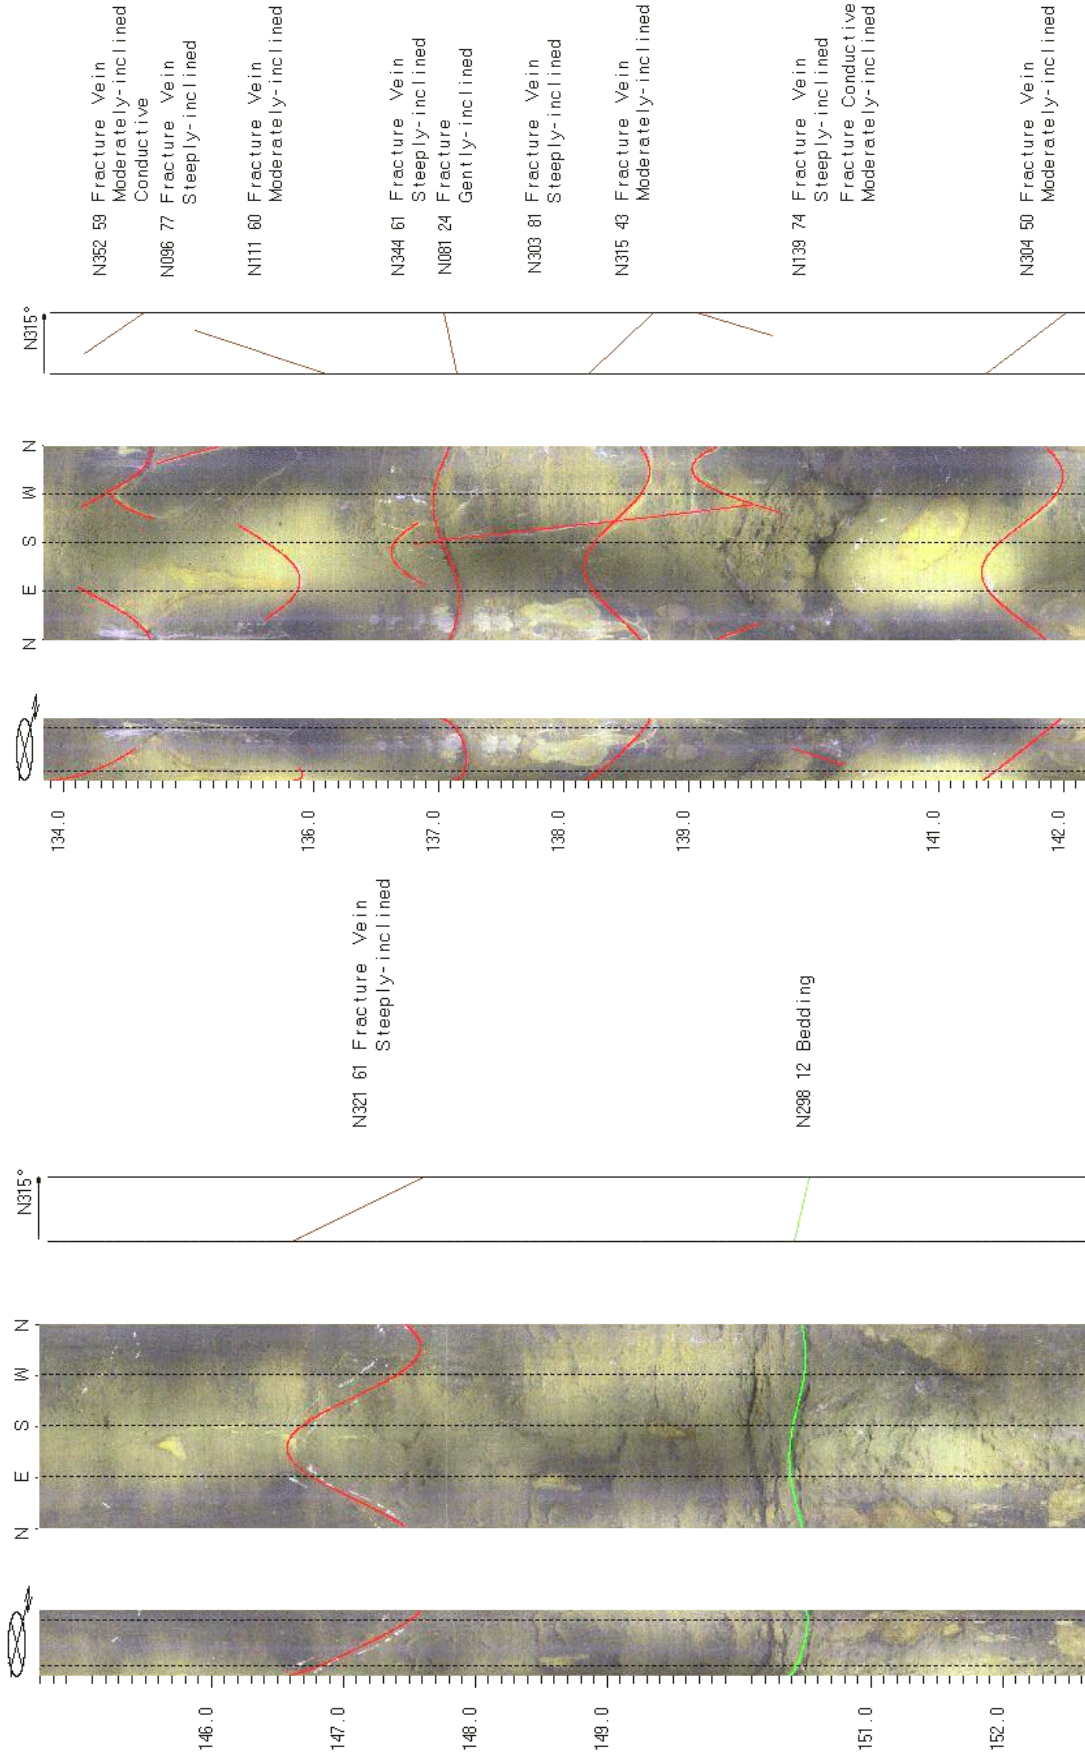 N315°
N
W
S
E
N
134.0
136.0
137.0
138.0
139.0
141.0
142.0
N352 59 Fracture Vein
Moderately-inclined
Conductive
N096 77 Fracture Vein
Steeply-inclined
N111 60 Fracture Vein
Moderately-inclined
N344 61 Fracture Vein
Steeply-inclined
N081 24 Fracture
Gently-inclined
N303 81 Fracture Vein
Steeply-inclined
N315 43 Fracture Vein
Moderately-inclined
N139 74 Fracture Vein
Steeply-inclined
Fracture Conductive
Moderately-inclined
N304 50 Fracture Vein
Moderately-inclined
N315°
N
W
S
E
N
146.0
147.0
148.0
149.0
151.0
152.0
N321 61 Fracture Vein
Steeply-inclined
N298 12 Bedding